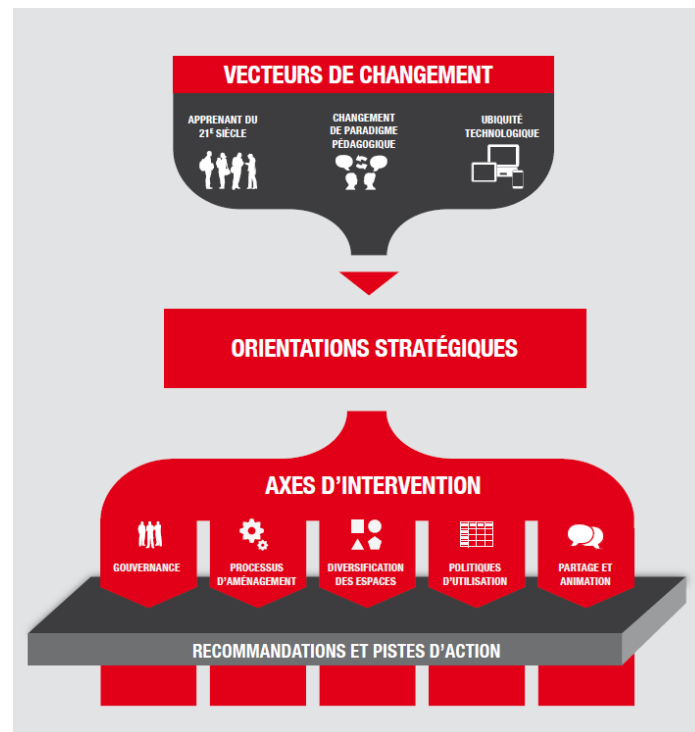 VECTEURS DE CHANGEMENT
APPRENANT DU
21E SIÈCLE
CHANGEMENT
DE PARADIGME
PÉDAGOGIQUE
UBIQUITÉ
TECHNOLOGIQUE
ORIENTATIONS STRATÉGIQUES
AXES D'INTERVENTION
GOUVERNANCE
PROCESSUS
D'AMÉNAGEMENT
DIVERSIFICATION
DES ESPACES
POLITIQUES
D'UTILISATION
PARTAGE ET
ANIMATION
RECOMMANDATIONS ET PISTES D'ACTION